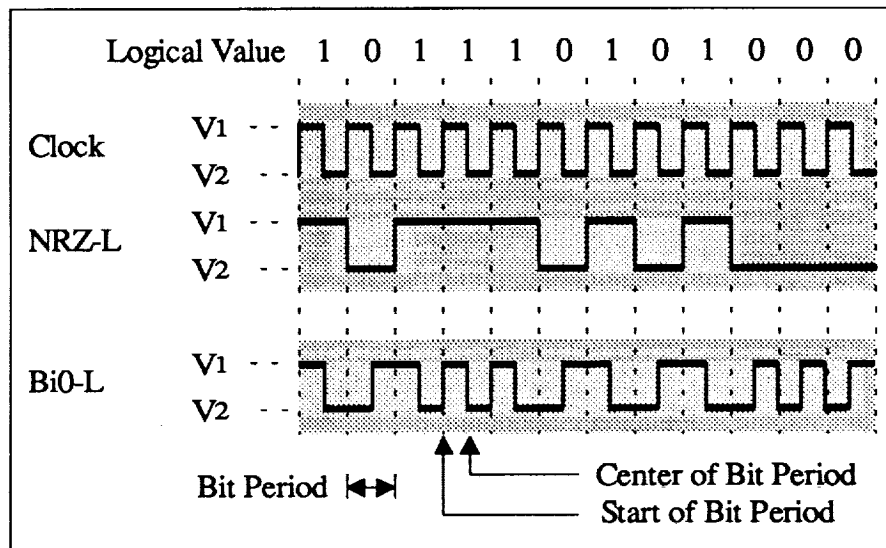 Logical Value 1 0 1 1 1 0 1 0 1 0 0 0
Clock
V1
V2
NRZ-L
V1
V2
Bi0-L
V1
V2
Bit Period
Center of Bit Period
Start of Bit Period